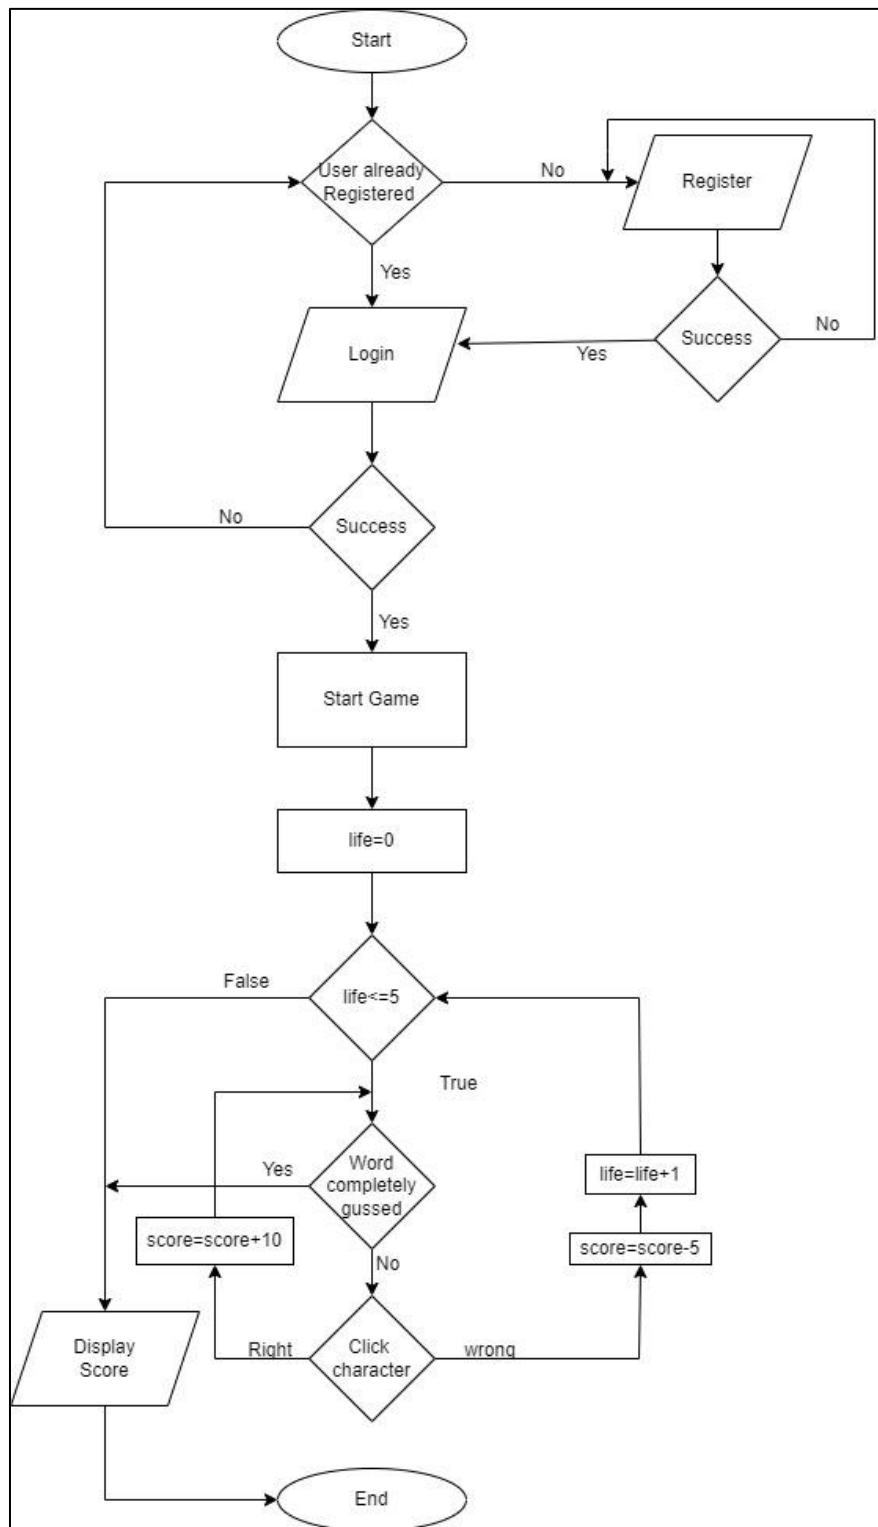 Start
User already
Registered
No
Register
Yes
Login
Yes
Success
No
No
Success
Yes
Start Game
life=0
False
life<=5
True
Yes
Word
completely
gussed
life=life+1
score=score+10
score=score-5
No
Display
Score
Right
Click
character
wrong
End